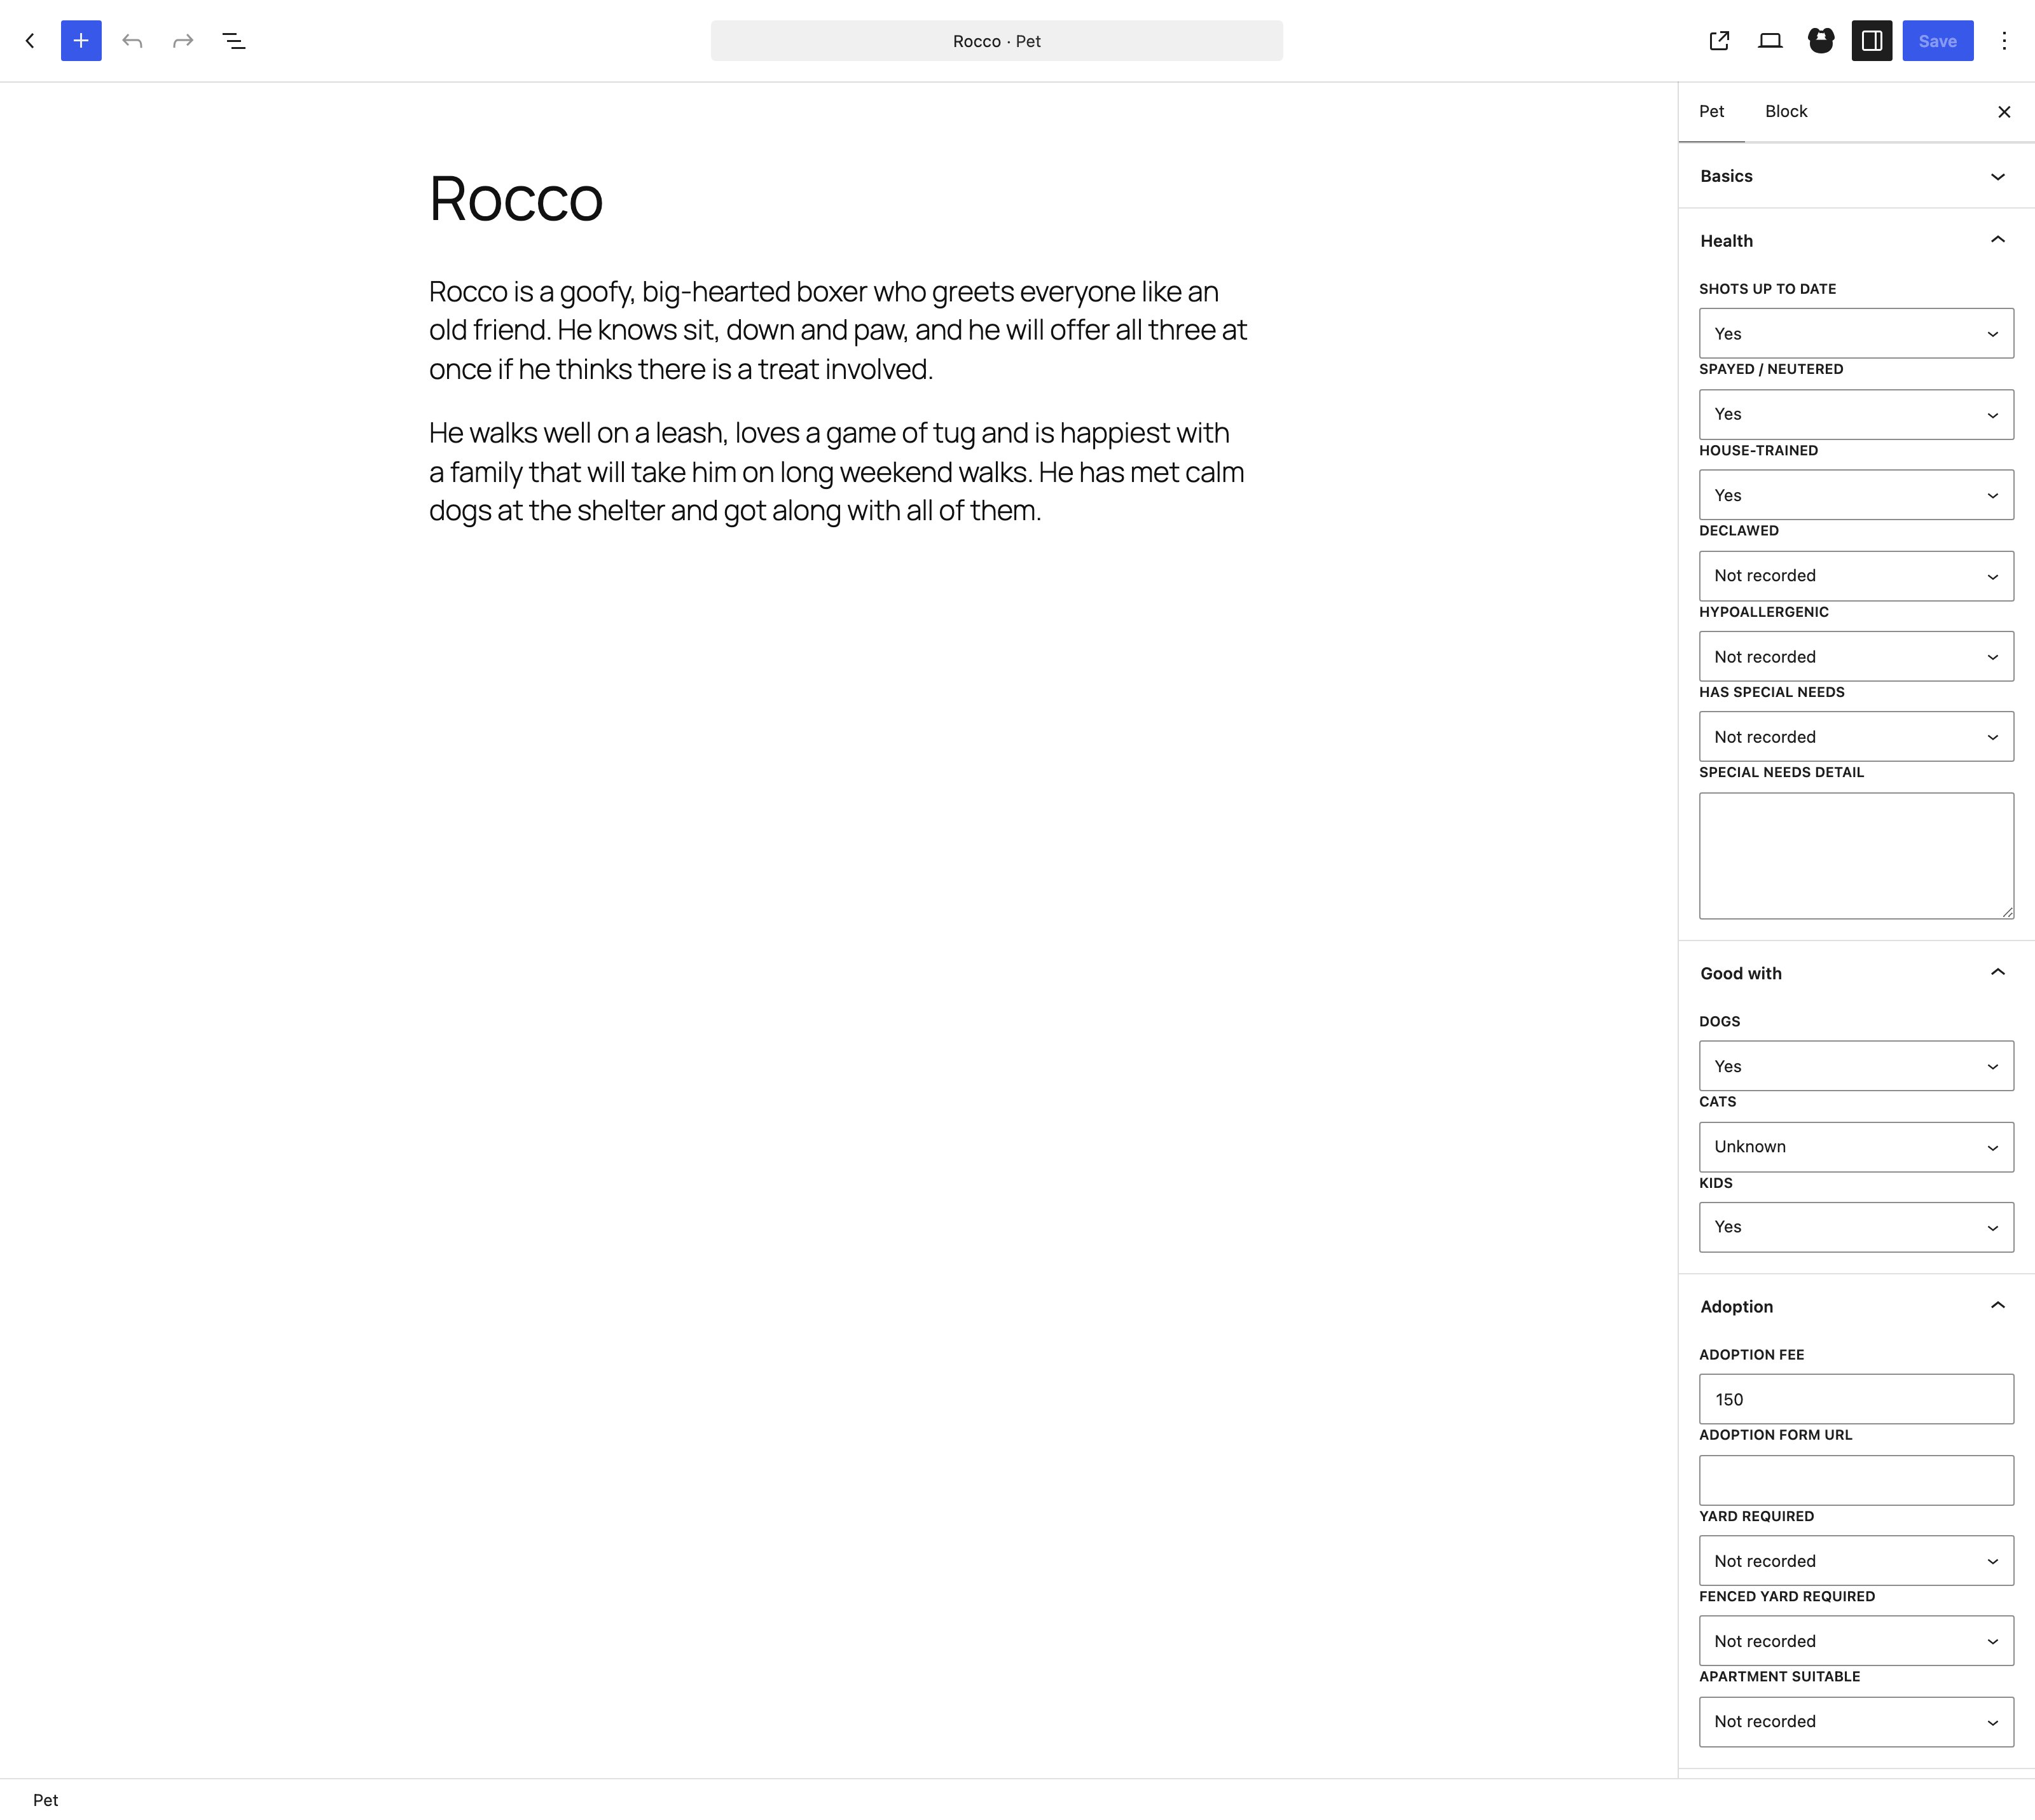 Rocco · Pet
Save
Pet
Block
Rocco
Rocco is a goofy, big-hearted boxer who greets everyone like an
old friend. He knows sit, down and paw, and he will offer all three at
once if he thinks there is a treat involved.
He walks well on a leash, loves a game of tug and is happiest with
a family that will take him on long weekend walks. He has met calm
dogs at the shelter and got along with all of them.
Basics
Health
SHOTS UP TO DATE
Yes
SPAYED / NEUTERED
Yes
HOUSE-TRAINED
Yes
DECLAWED
Not recorded
HYPOALLERGENIC
Not recorded
HAS SPECIAL NEEDS
Not recorded
SPECIAL NEEDS DETAIL
Good with
DOGS
Yes
CATS
Unknown
KIDS
Yes
Adoption
ADOPTION FEE
150
ADOPTION FORM URL
YARD REQUIRED
Not recorded
FENCED YARD REQUIRED
Not recorded
APARTMENT SUITABLE
Not recorded
Pet